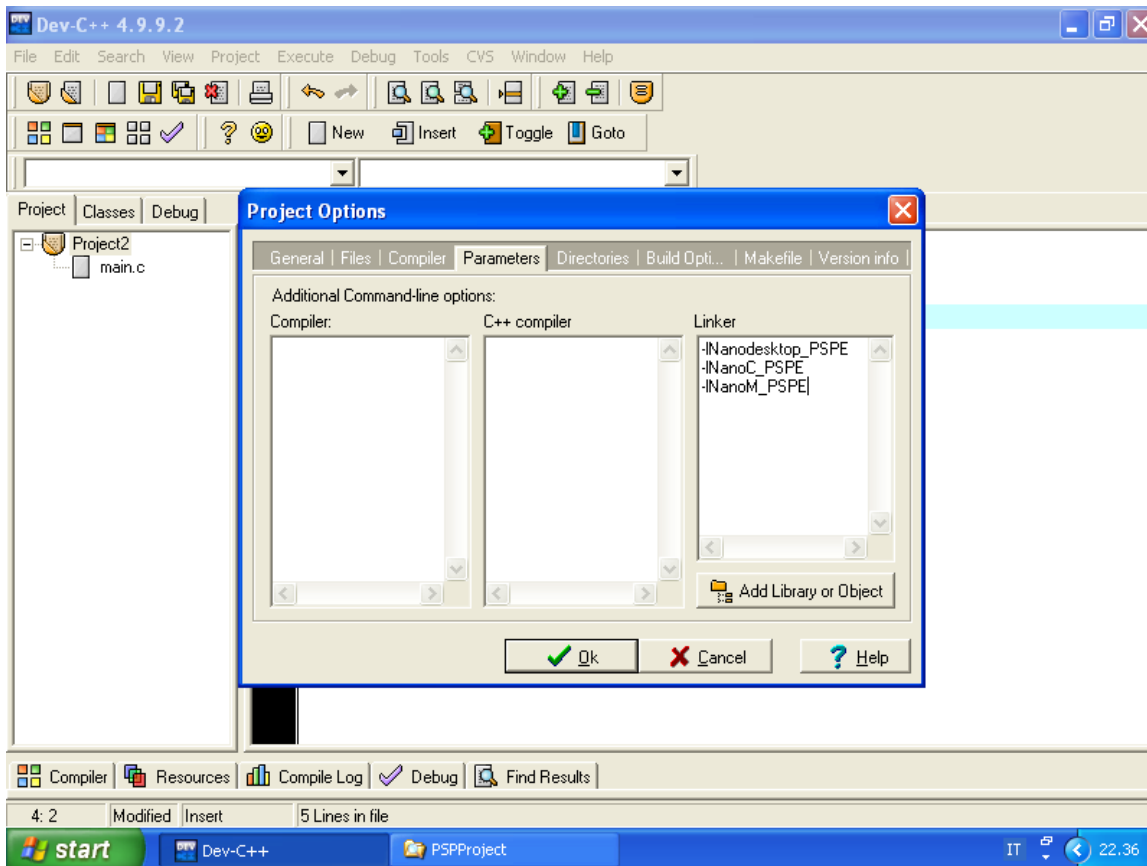 Dev-C++ 4.9.9.2
File Edit Search View Project Execute Debug Tools CVS Window Help
New Insert Toggle Goto
Project Classes Debug
Project2
main.c
Project Options
General Files Compiler Parameters Directories Build Opti... Makefile Version info
Additional Command-line options:
Compiler: C++ compiler Linker
-lNanodesktop_PSPE
-lNanoC_PSPE
-lNanoM_PSPE
Add Library or Object
Ok Cancel Help
Compiler Resources Compile Log Debug Find Results
4: 2 Modified Insert 5 Lines in file
start Dev-C++ PSPProject IT 22.36